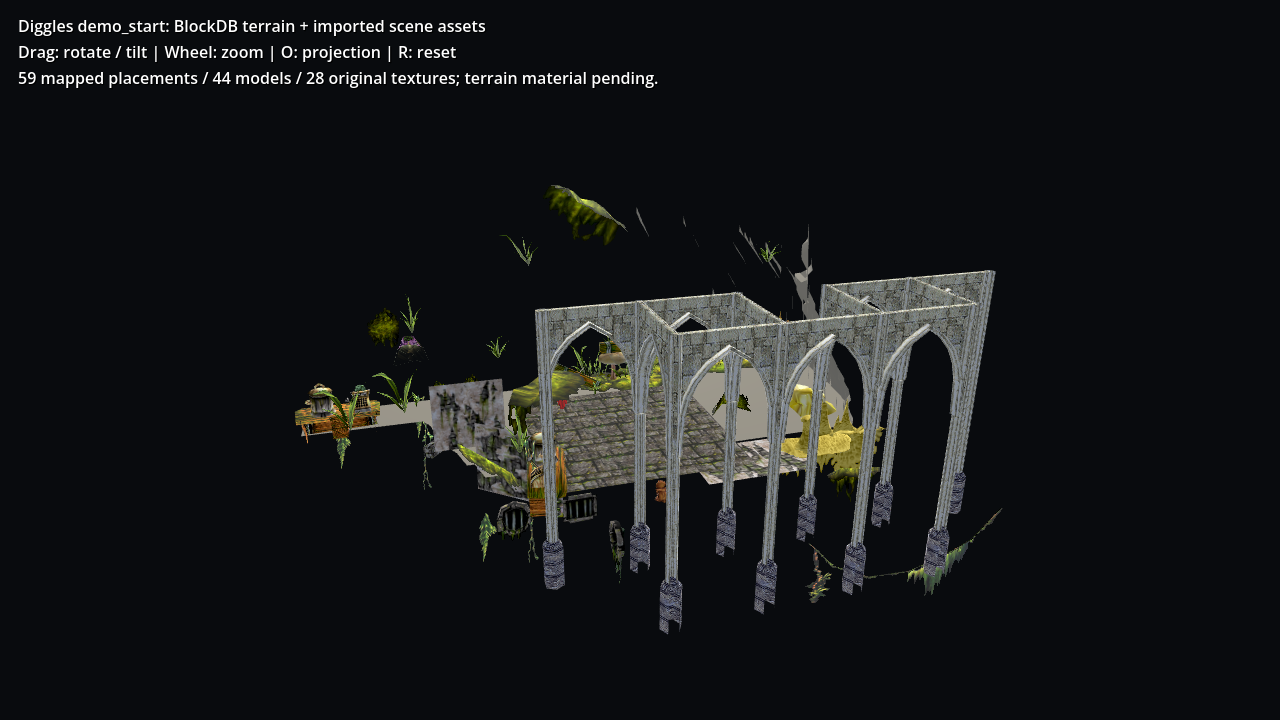 Diggles demo_start: BlockDB terrain + imported scene assets
Drag: rotate / tilt | Wheel: zoom | O: projection | R: reset
59 mapped placements / 44 models / 28 original textures; terrain material pending.